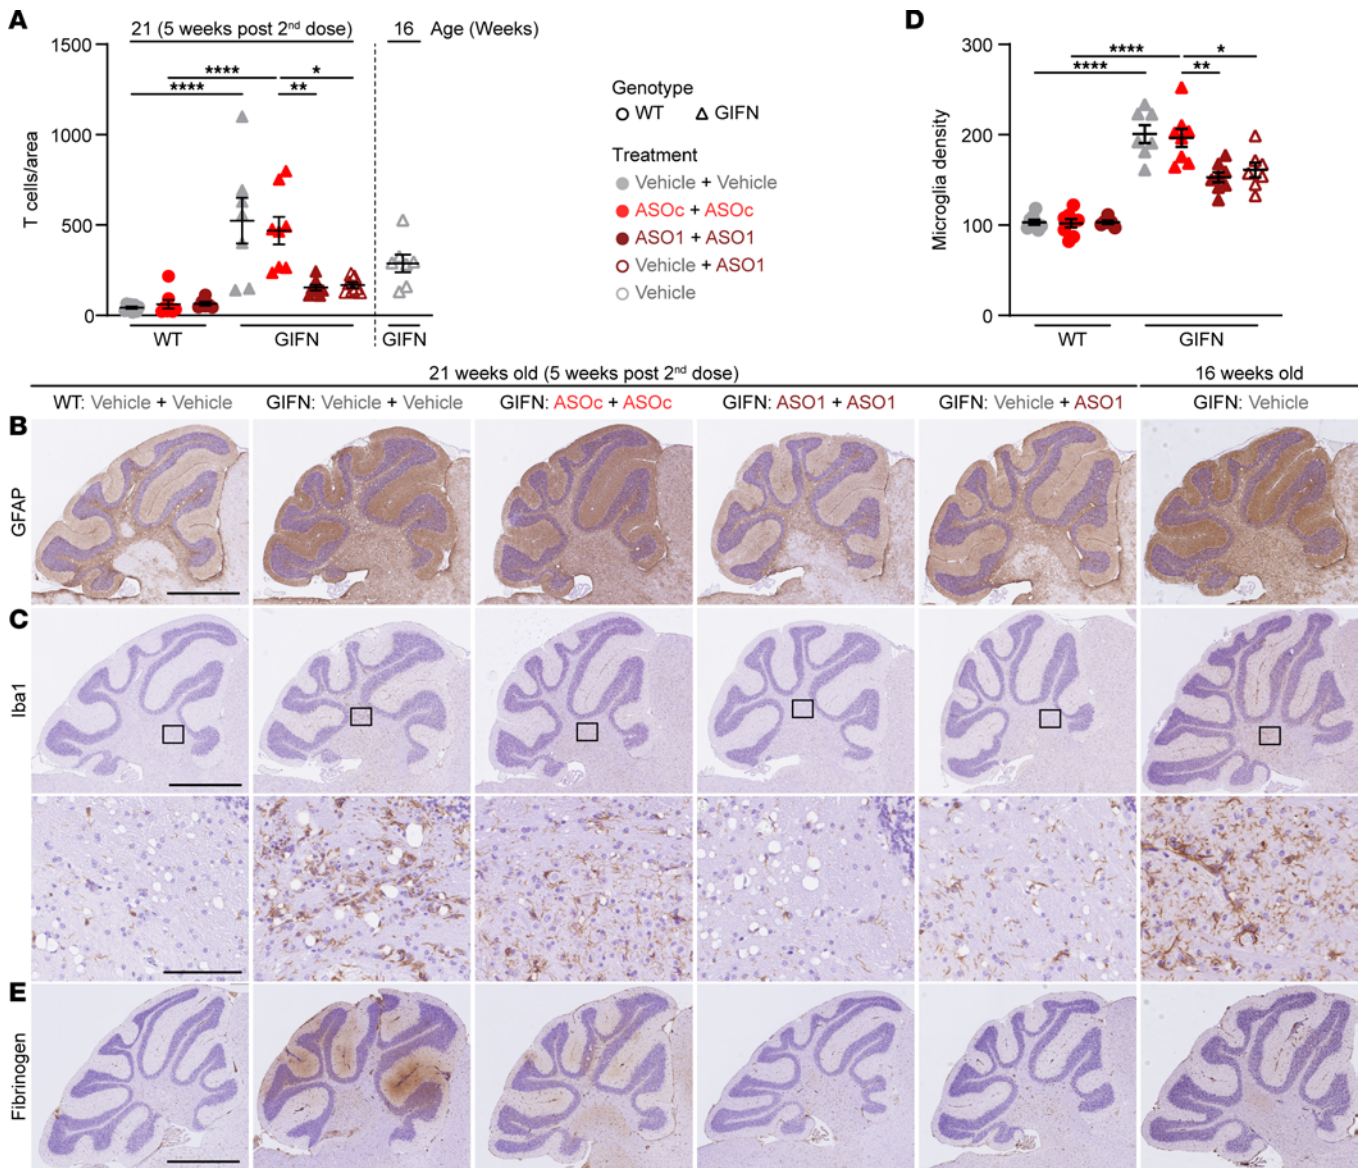 A
21 (5 weeks post 2nd dose)
16
Age (Weeks)
T cells/area
1500
1000
500
0
****
****
*
**
WT
GIFN
GIFN
Genotype
WT
GIFN
Treatment
Vehicle + Vehicle
ASOc + ASOc
ASO1 + ASO1
Vehicle + ASO1
Vehicle
D
Microglia density
300
200
100
0
****
****
*
**
WT
GIFN
21 weeks old (5 weeks post 2nd dose)
16 weeks old
WT: Vehicle + Vehicle
GIFN: Vehicle + Vehicle
GIFN: ASOc + ASOc
GIFN: ASO1 + ASO1
GIFN: Vehicle + ASO1
GIFN: Vehicle
B
GFAP
C
Iba1
E
Fibrinogen